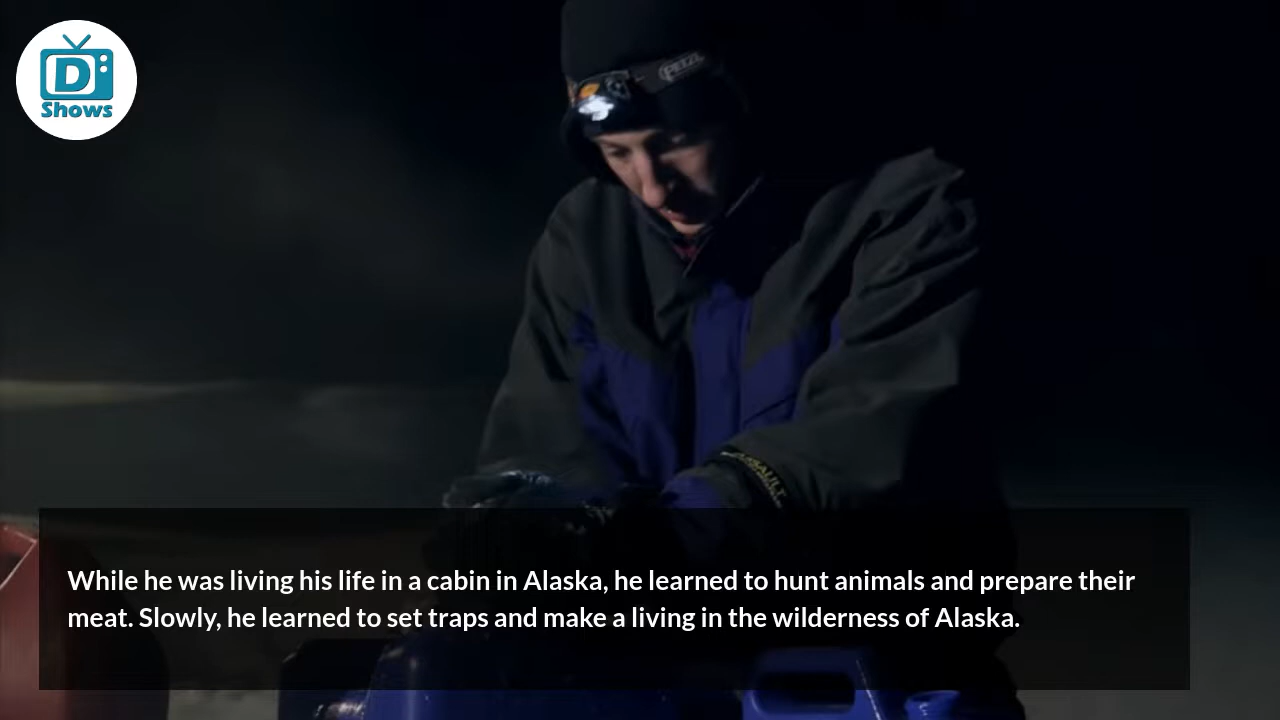 D
Shows
PETZL
While he was living his life in a cabin in Alaska, he learned to hunt animals and prepare their
meat. Slowly, he learned to set traps and make a living in the wilderness of Alaska.